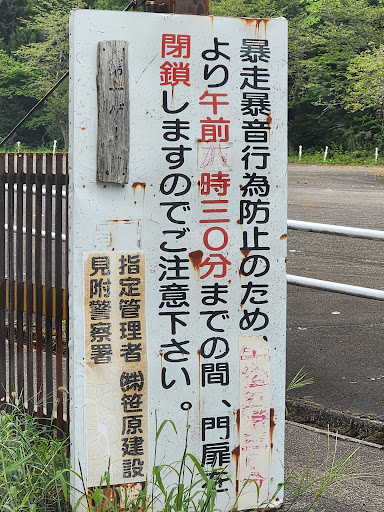 暴走暴音行為防止のため、
より午前 時三〇分までの間、門扉を
閉鎖しますのでご注意下さい。
指定管理者 ㈱笹原建設
見附警察署